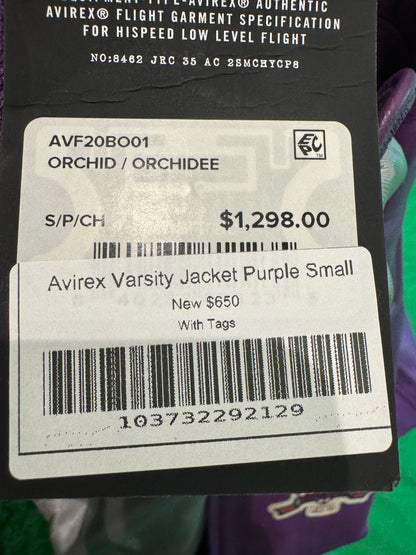 AVIREX® AUTHENTIC
AVIREX® FLIGHT GARMENT SPECIFICATION
FOR HISPEED LOW LEVEL FLIGHT
NO:8462 JRC 35 AC 2SMCHYCP8
AVF20BO01
ORCHID / ORCHIDEE
S/P/CH
$1,298.00
Avirex Varsity Jacket Purple Small
New $650
With Tags
103732292129